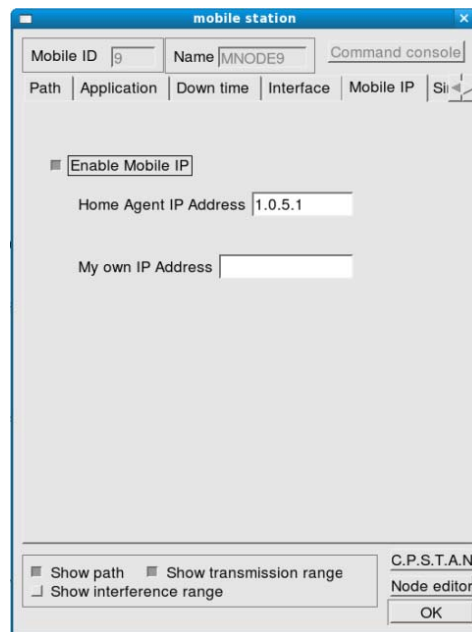 mobile station
Mobile ID 9 Name MNODE9 Command console
Path Application Down time Interface Mobile IP
Enable Mobile IP
Home Agent IP Address 1.0.5.1
My own IP Address
Show path Show transmission range
Show interference range
C.P.S.T.A.N
Node editor
OK